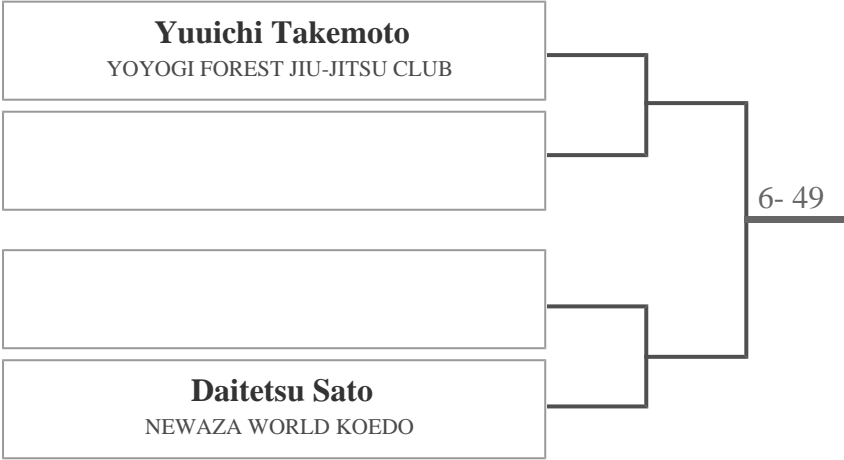 Yuuichi Takemoto
YOYOGI FOREST JIU-JITSU CLUB
6- 49
Daitetsu Sato
NEWAZA WORLD KOEDO